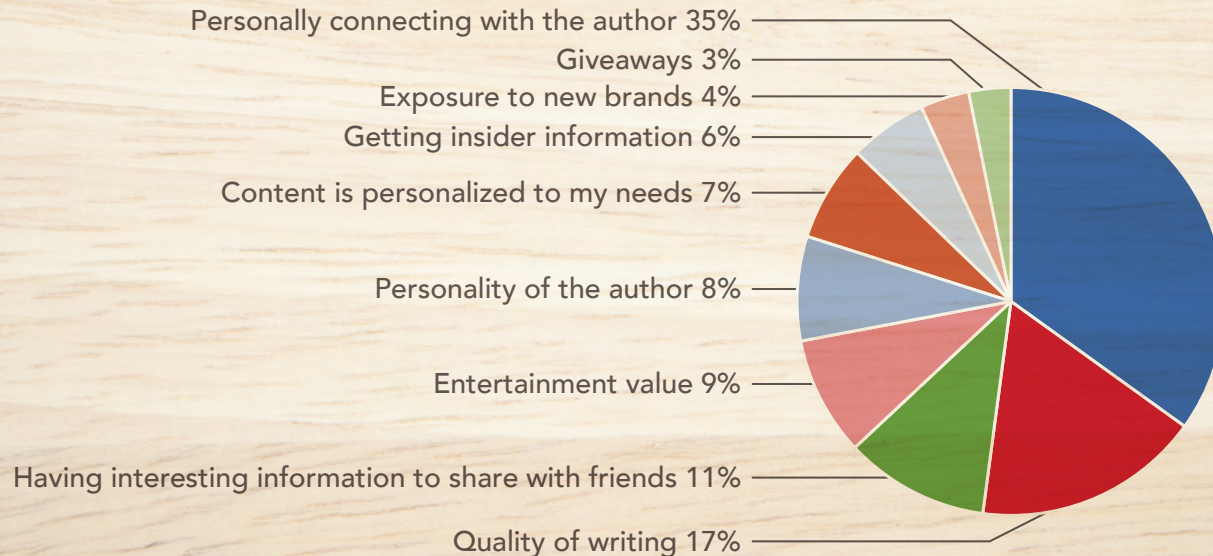 Personally connecting with the author 35%
Giveaways 3%
Exposure to new brands 4%
Getting insider information 6%
Content is personalized to my needs 7%
Personality of the author 8%
Entertainment value 9%
Having interesting information to share with friends 11%
Quality of writing 17%